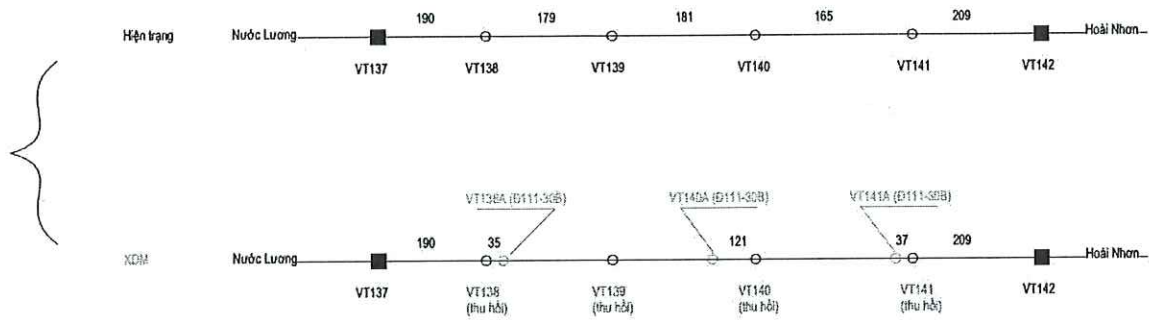 190 179 181 165 209
Hiện trạng Nước Lương Hoài Nhơn
VT137 VT138 VT139 VT140 VT141 VT142
VT138A (Đ111-30B) VT140A (Đ111-30B) VT141A (Đ111-30B)
190 35 121 37 209
XDM Nước Lương Hoài Nhơn
VT137 VT138 VT139 VT140 VT141 VT142
(thu hồi) (thu hồi) (thu hồi) (thu hồi)